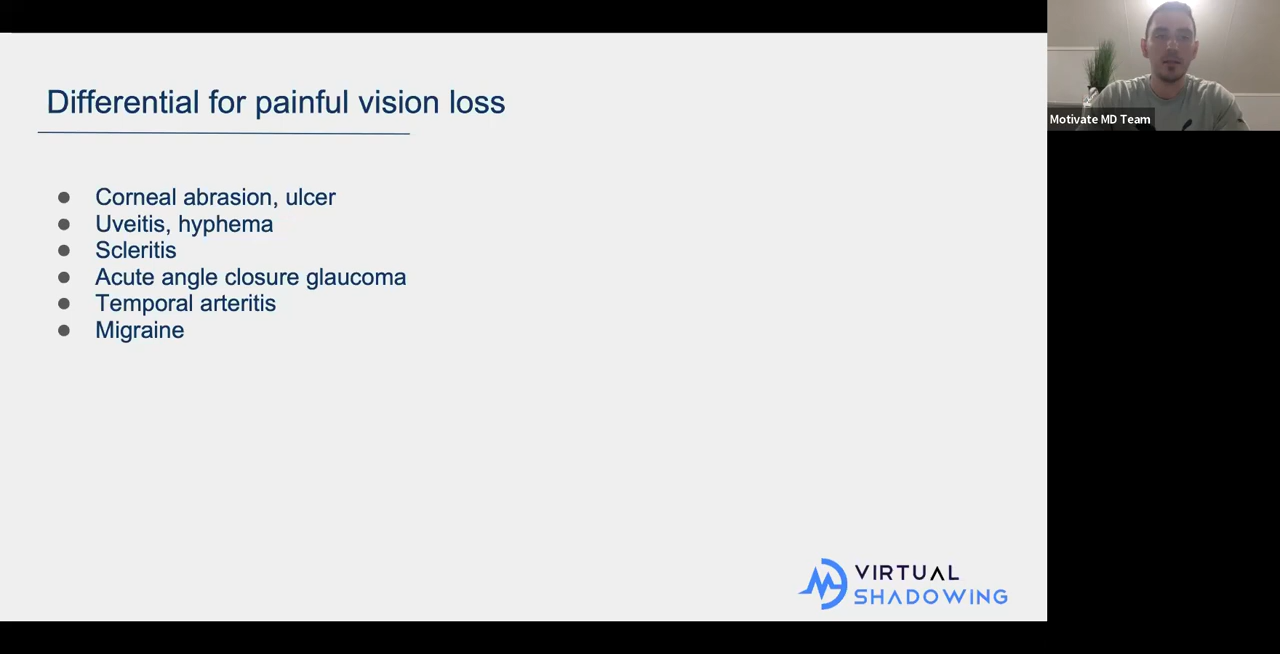 Differential for painful vision loss
Corneal abrasion, ulcer
Uveitis, hyphema
Scleritis
Acute angle closure glaucoma
Temporal arteritis
Migraine
VIRTUAL
SHADOWING
Motivate MD Team